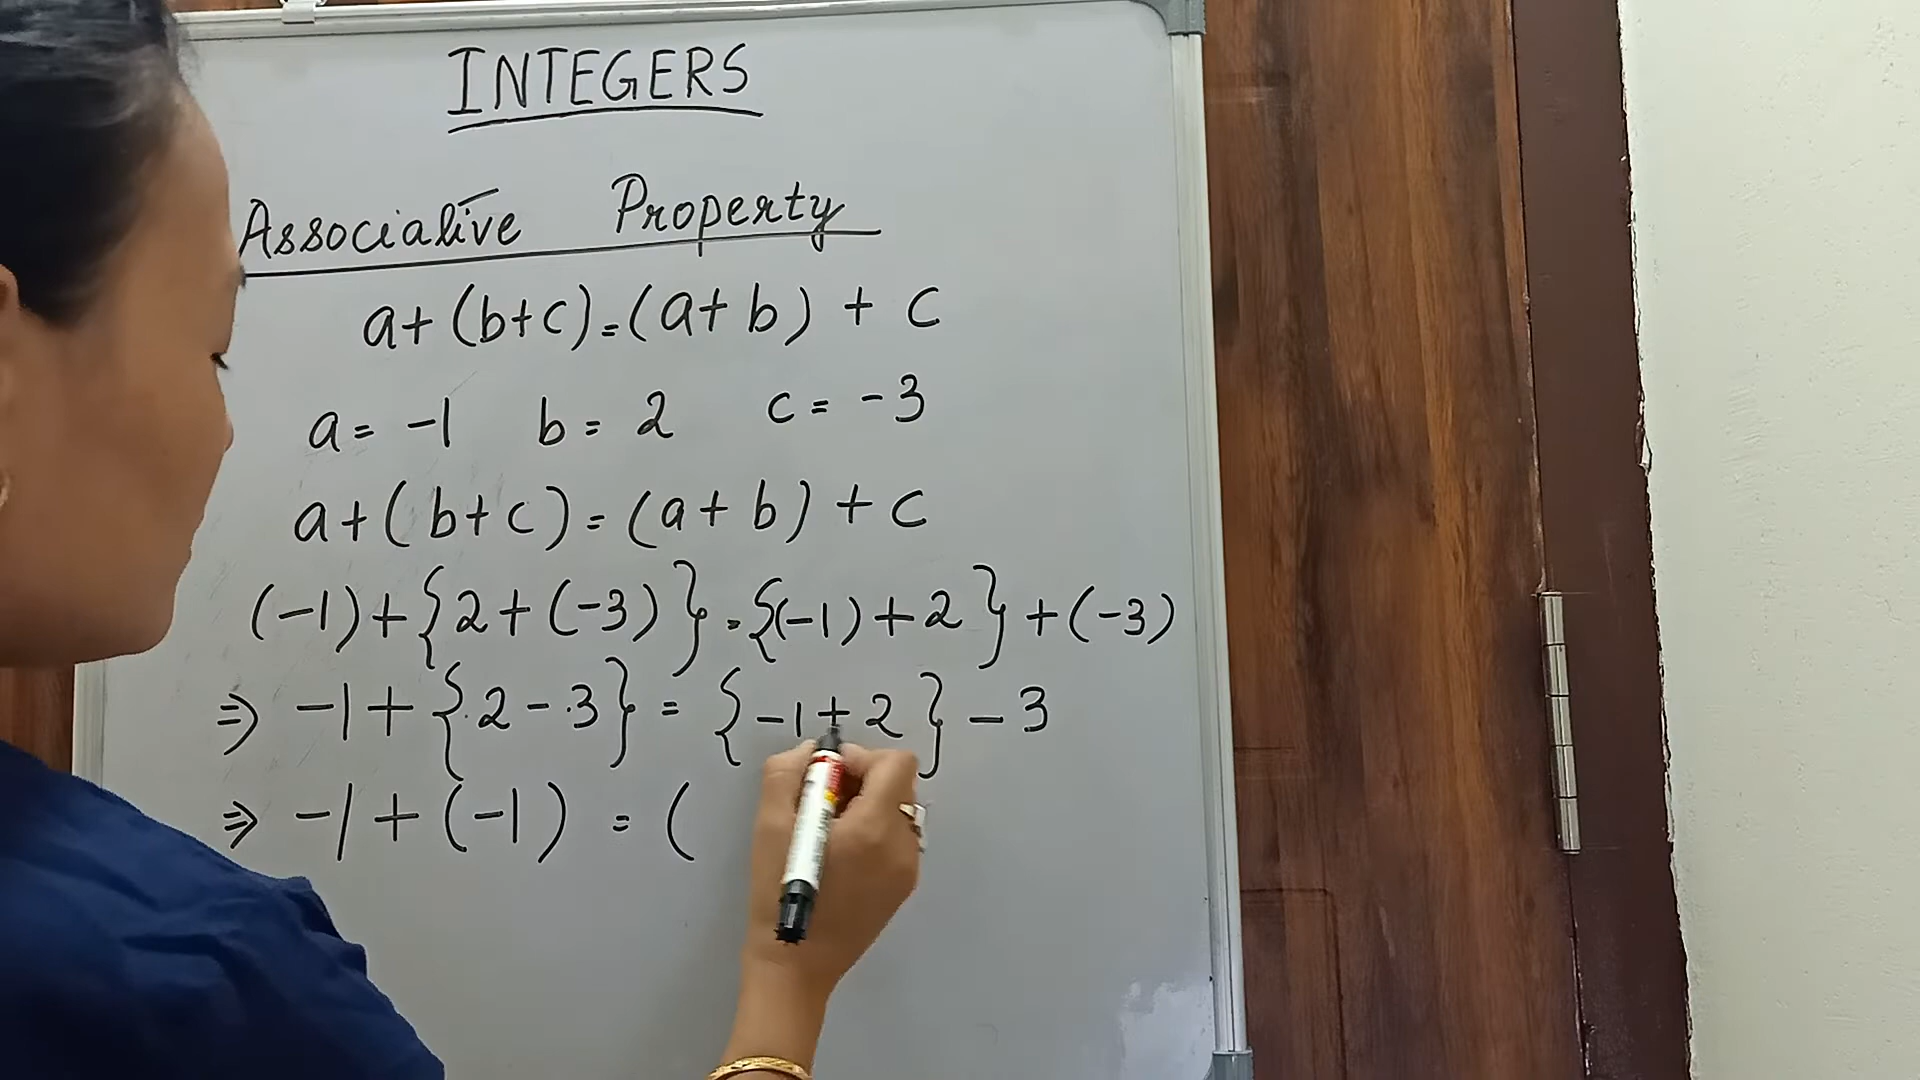 INTEGERS
Associative Property
a+(b+c)=(a+b)+c
a=-1 b=2 c=-3
a+(b+c)=(a+b)+c
(-1)+{2+(-3)}={(-1)+2}+(-3)
⇒ -1+{2-3}={-1+2}-3
⇒ -1+(-1)=(